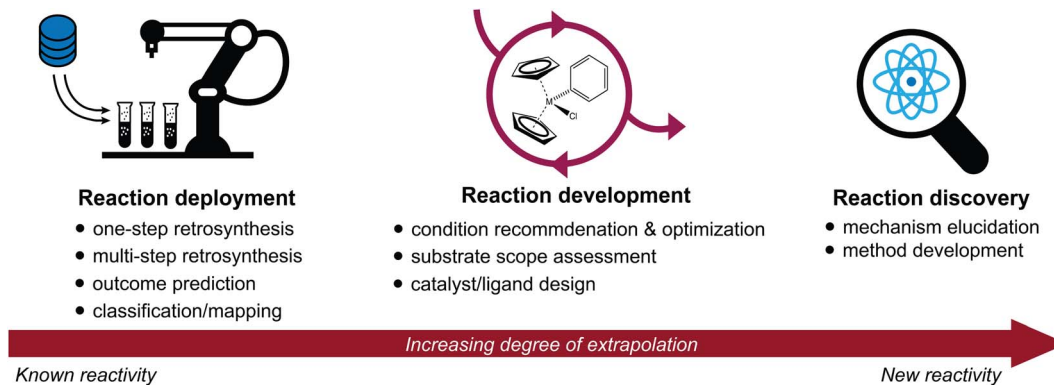 M
Cl
Reaction deployment
• one-step retrosynthesis
• multi-step retrosynthesis
• outcome prediction
• classification/mapping
Reaction development
• condition recommdenation & optimization
• substrate scope assessment
• catalyst/ligand design
Reaction discovery
• mechanism elucidation
• method development
Increasing degree of extrapolation
Known reactivity
New reactivity